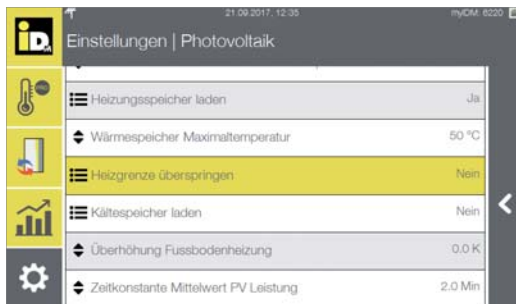 21.09.2017, 12:35
myIDM: 6220
iD
M
Einstellungen | Photovoltaik
PRO
Heizungsspeicher laden Ja
Wärmespeicher Maximaltemperatur 50 °C
Heizgrenze überspringen Nein
Kältespeicher laden Nein
Überhöhung Fussbodenheizung 0.0 K
Zeitkonstante Mittelwert PV Leistung 2.0 Min